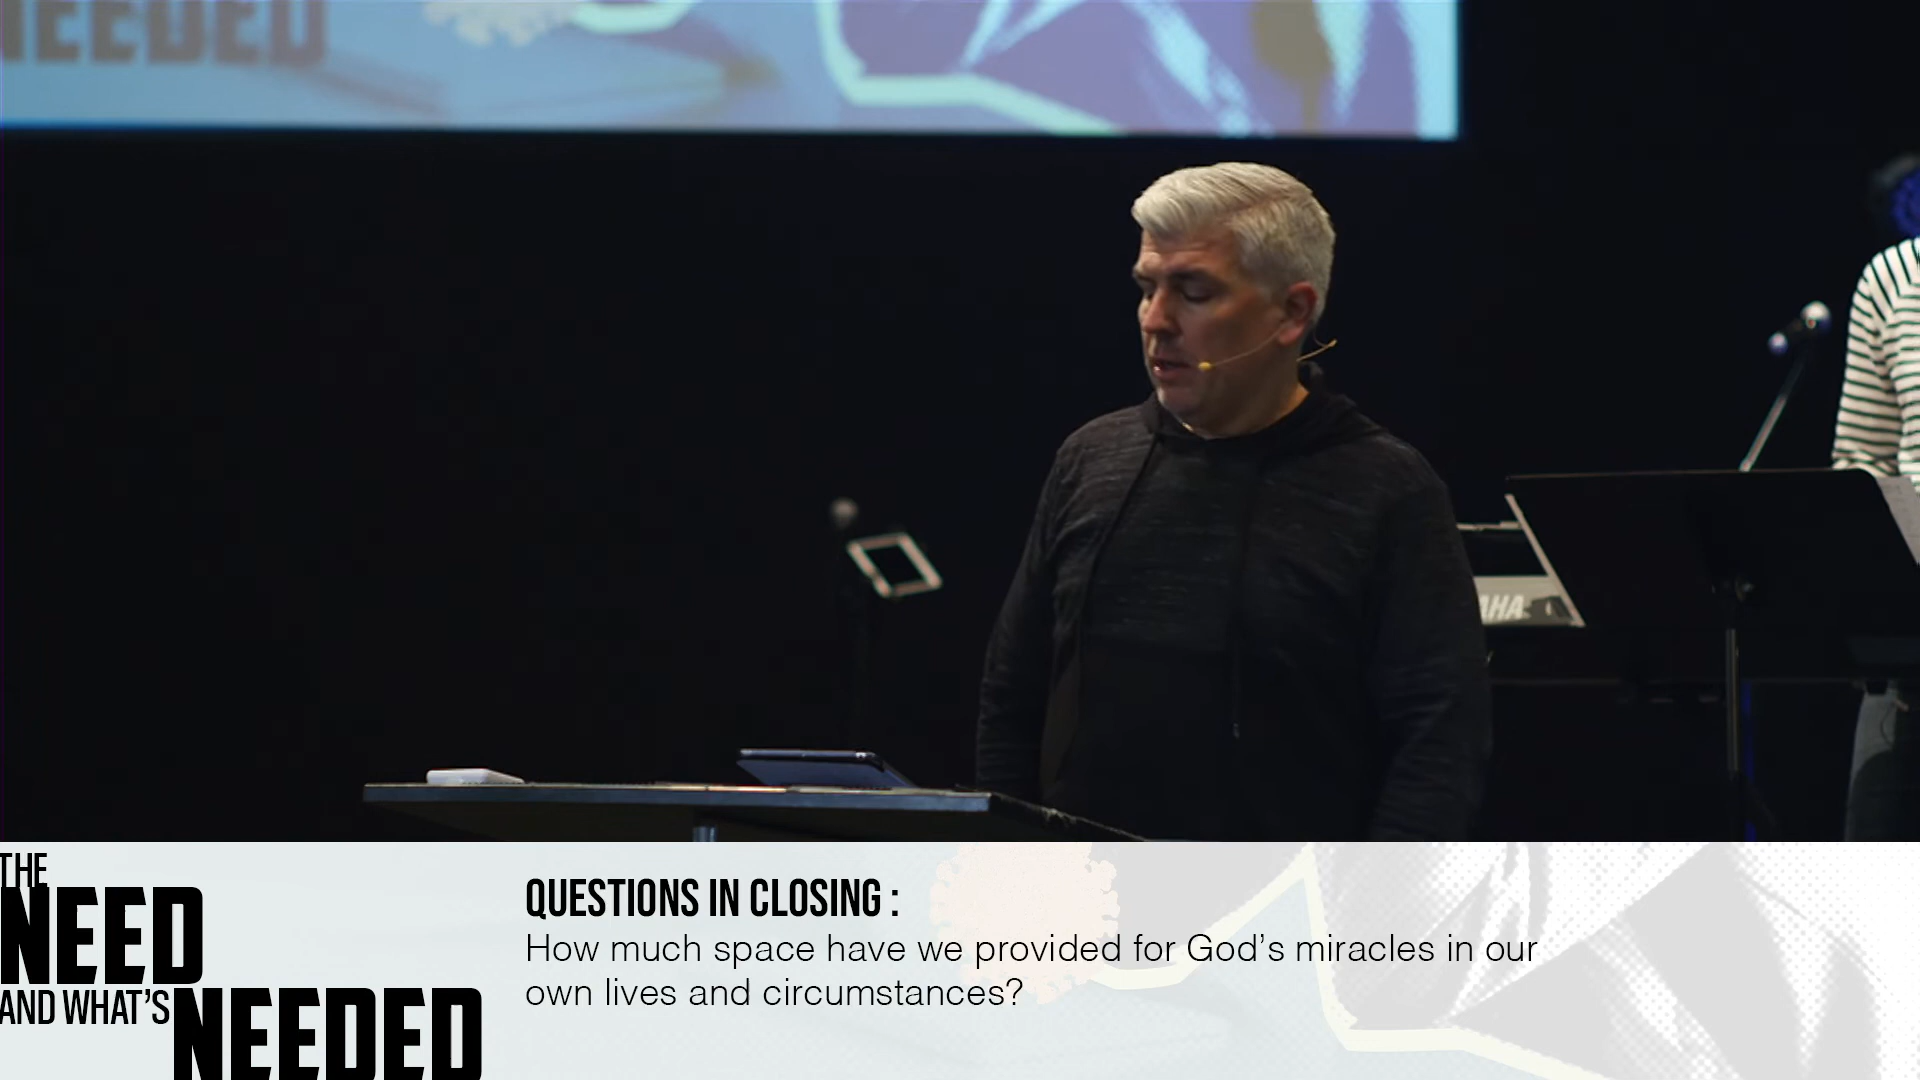 NEEDED
AHA
THE
NEED
AND WHAT'S
NEEDED
QUESTIONS IN CLOSING :
How much space have we provided for God's miracles in our
own lives and circumstances?